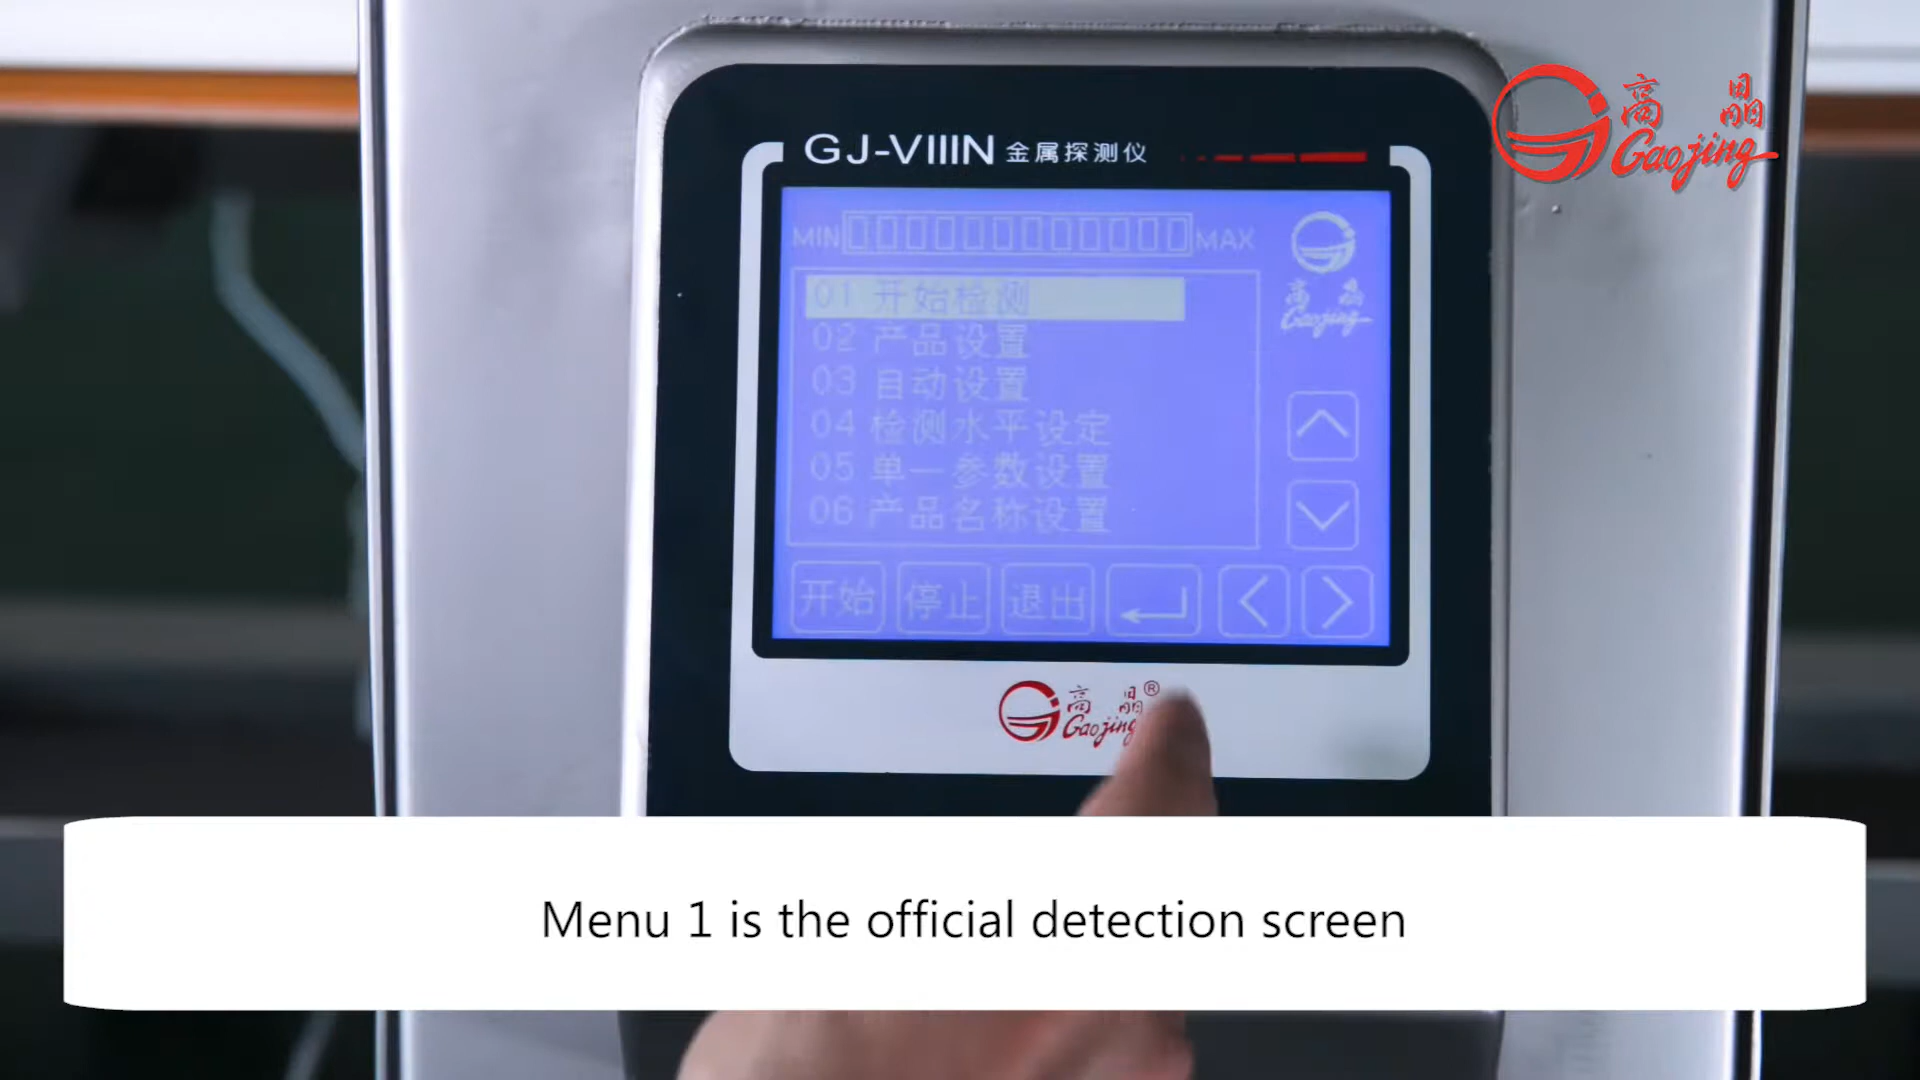 GJ-VIIIN 金属探测仪
高晶
Gaojing
MIN MAX
01 开始检测
02 产品设置
03 自动设置
04 检测水平设定
05 单一参数设置
06 产品名称设置
高晶
Gaojing
开始 停止 退出
高晶®
Gaojing
Menu 1 is the official detection screen